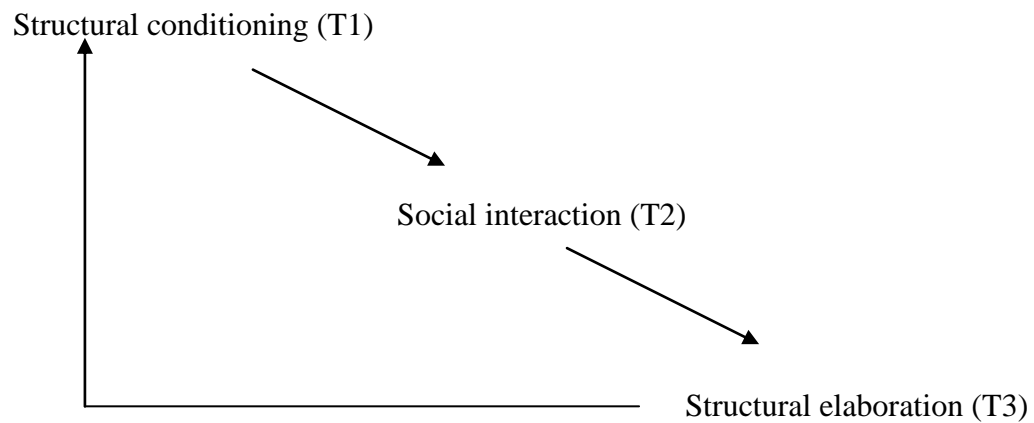 Structural conditioning (T1)
Social interaction (T2)
Structural elaboration (T3)